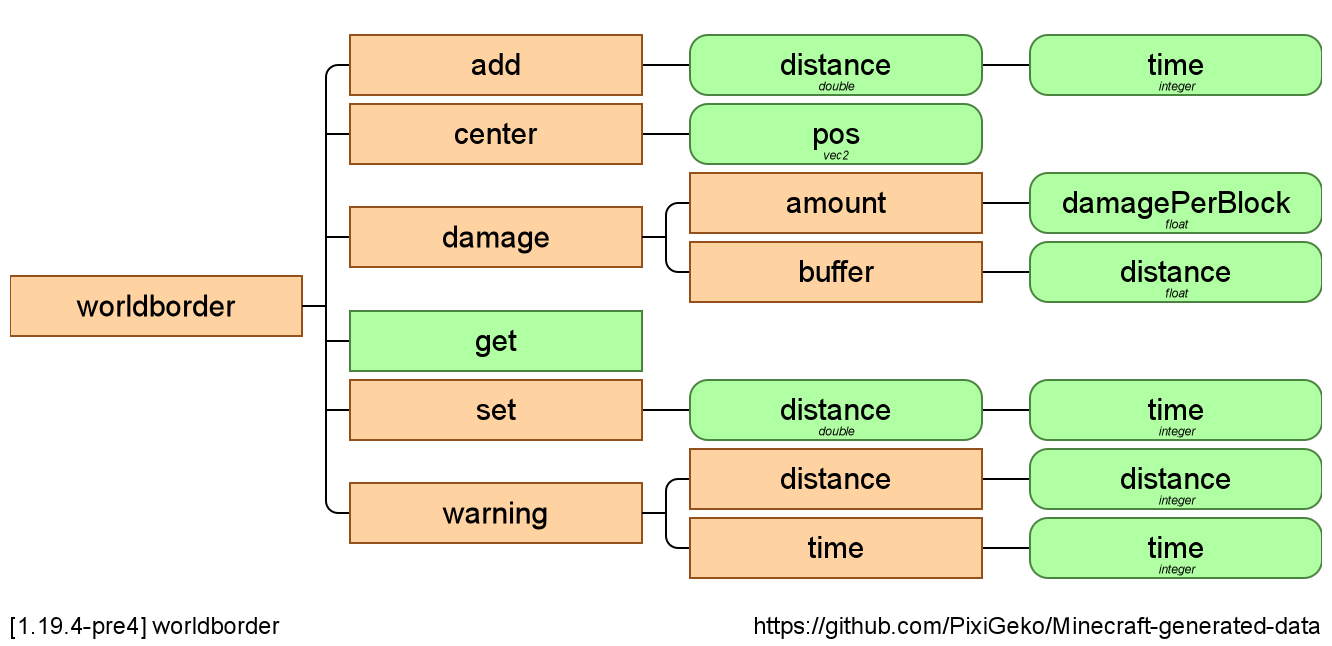 add
distance
double
time
integer
center
pos
vec2
damage
amount
damagePerBlock
float
buffer
distance
float
worldborder
get
set
distance
double
time
integer
warning
distance
distance
integer
time
time
integer
[1.19.4-pre4] worldborder
https://github.com/PixiGeko/Minecraft-generated-data